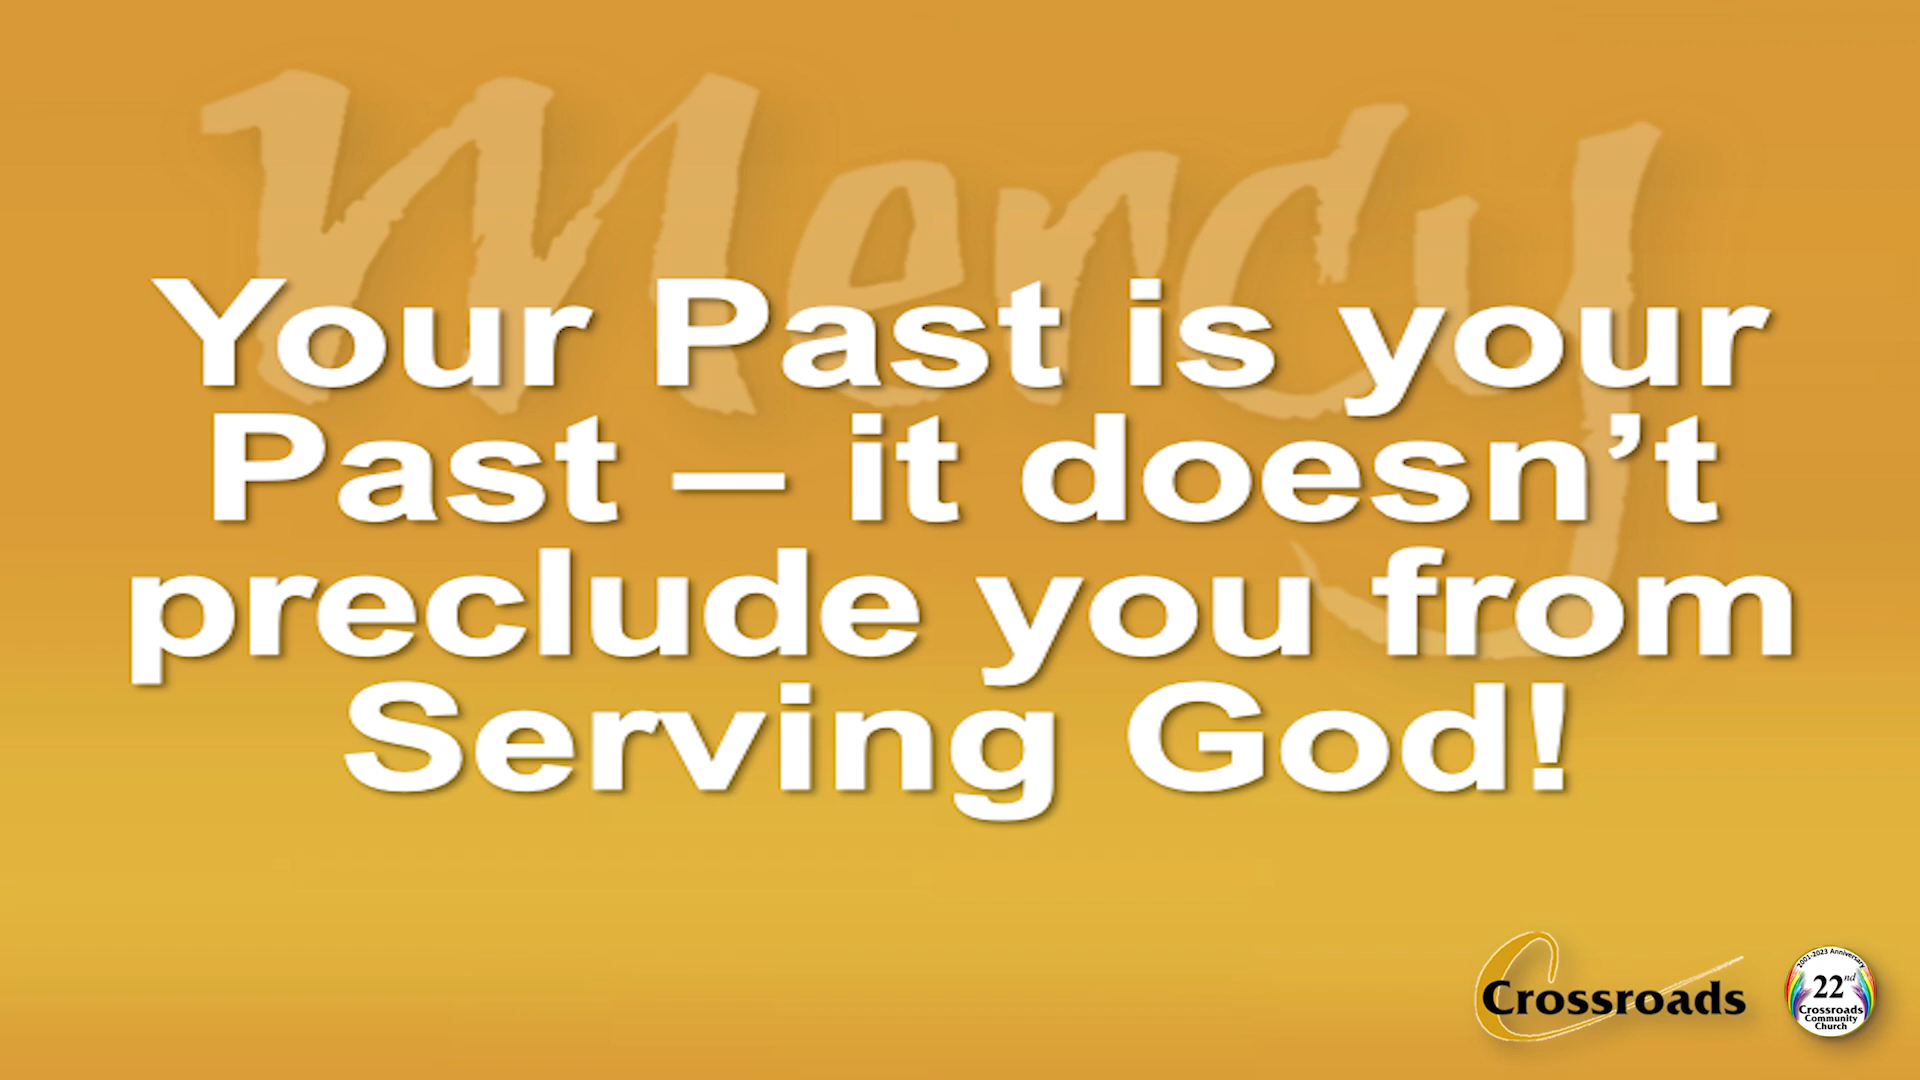 Mercy
Your Past is your
Past – it doesn’t
preclude you from
Serving God!
Crossroads
2001-2023 Anniversary
22nd
Crossroads
Community
Church